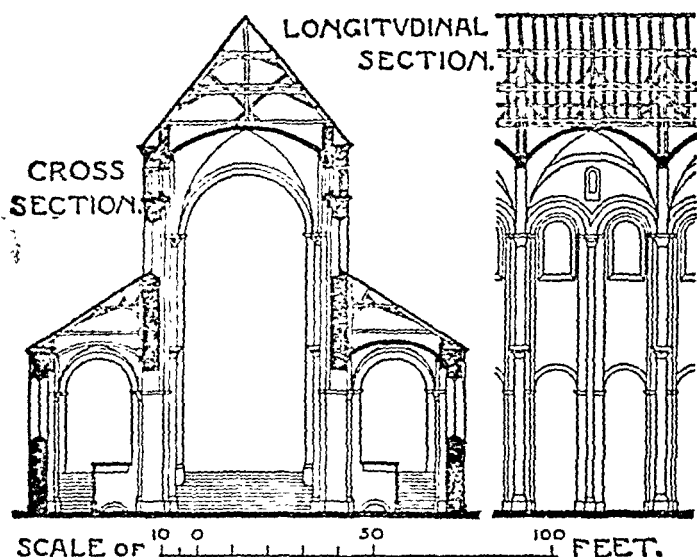 LONGITVDINAL
SECTION.
CROSS
SECTION.
SCALE OF 10 0 50 100 FEET.